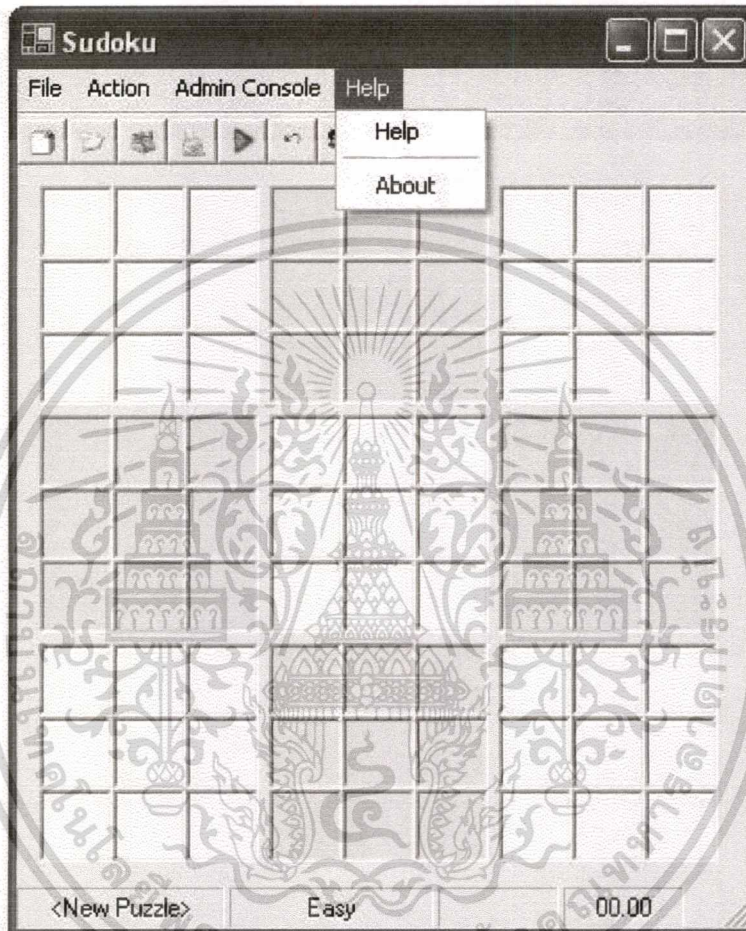 Sudoku
File Action Admin Console Help
Help
About
<New Puzzle> Easy 00.00